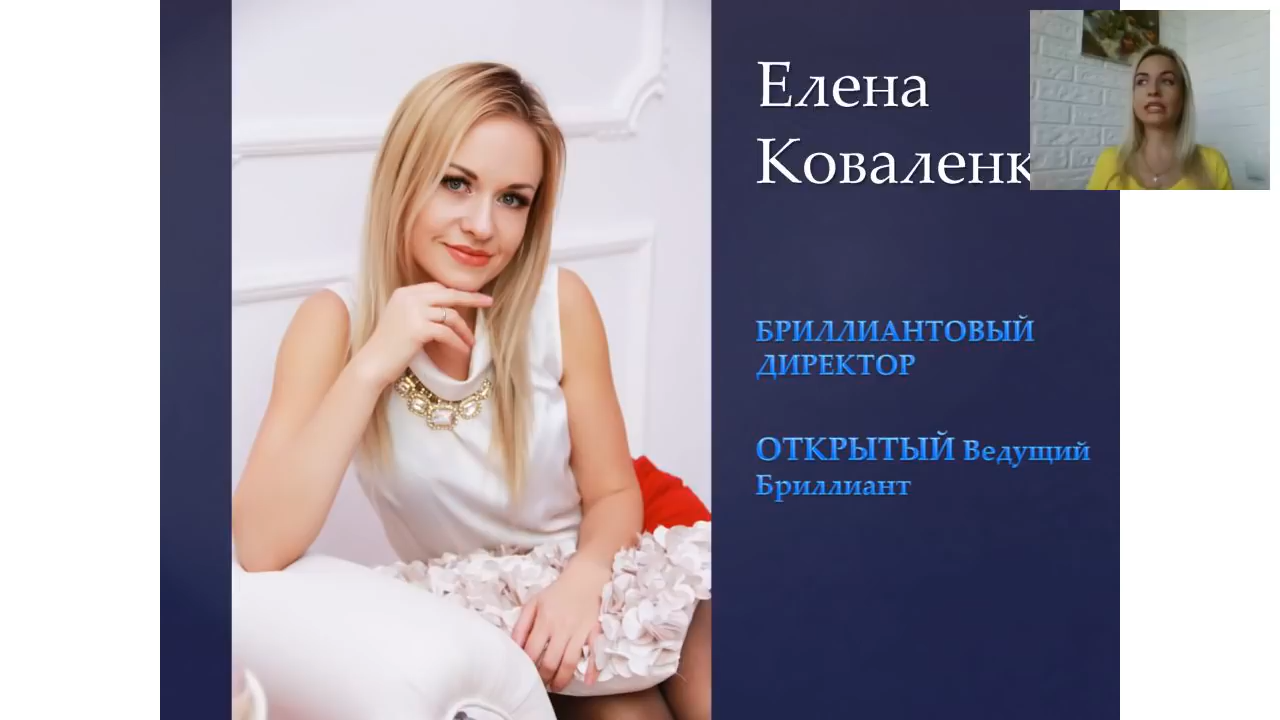 Елена
Коваленк
БРИЛЛИАНТОВЫЙ
ДИРЕКТОР
ОТКРЫТЫЙ Ведущий
Бриллиант